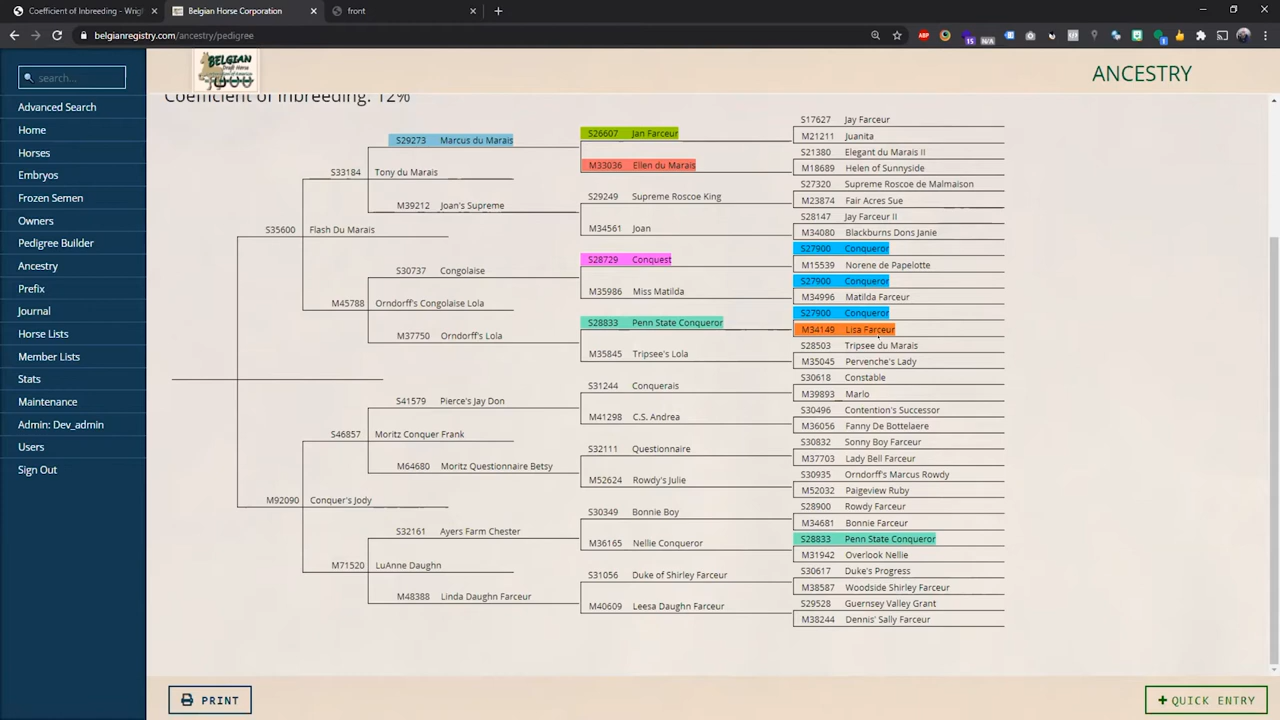 Coefficient of Inbreeding - Wrigh
Belgian Horse Corporation
front
belgianregistry.com/ancestry/pedigree
BELGIAN
ANCESTRY
search...
Advanced Search
Home
Horses
Embryos
Frozen Semen
Owners
Pedigree Builder
Ancestry
Prefix
Journal
Horse Lists
Member Lists
Stats
Maintenance
Admin: Dev_admin
Users
Sign Out
Coefficient of Inbreeding: 12%
S17627 Jay Farceur
S26607 Jan Farceur
M21211 Juanita
S29273 Marcus du Marais
S21380 Elegant du Marais II
M33036 Ellen du Marais
M18689 Helen of Sunnyside
S33184 Tony du Marais
S27320 Supreme Roscoe de Malmaison
S29249 Supreme Roscoe King
M23874 Fair Acres Sue
M39212 Joan's Supreme
S28147 Jay Farceur II
M34561 Joan
M34080 Blackburns Dons Janie
S35600 Flash Du Marais
S27900 Conqueror
S28729 Conquest
M15539 Norene de Papelotte
S30737 Congolaise
S27900 Conqueror
M35986 Miss Matilda
M34996 Matilda Farceur
M45788 Orndorff's Congolaise Lola
S27900 Conqueror
S28833 Penn State Conqueror
M34149 Lisa Farceur
M37750 Orndorff's Lola
S28503 Tripsee du Marais
M35845 Tripsee's Lola
M35045 Pervenche's Lady
S30618 Constable
S31244 Conquerais
M39893 Marlo
S41579 Pierce's Jay Don
S30496 Contention's Successor
M41298 C.S. Andrea
M36056 Fanny De Bottelaere
S46857 Moritz Conquer Frank
S30832 Sonny Boy Farceur
S32111 Questionnaire
M37703 Lady Bell Farceur
M64680 Moritz Questionnaire Betsy
S30935 Orndorff's Marcus Rowdy
M52624 Rowdy's Julie
M52032 Paigeview Ruby
M92090 Conquer's Jody
S28900 Rowdy Farceur
S30349 Bonnie Boy
M34681 Bonnie Farceur
S32161 Ayers Farm Chester
S28833 Penn State Conqueror
M36165 Nellie Conqueror
M31942 Overlook Nellie
M71520 LuAnne Daughn
S30617 Duke's Progress
S31056 Duke of Shirley Farceur
M38587 Woodside Shirley Farceur
M48388 Linda Daughn Farceur
S29528 Guernsey Valley Grant
M40609 Leesa Daughn Farceur
M38244 Dennis' Sally Farceur
PRINT
+QUICK ENTRY